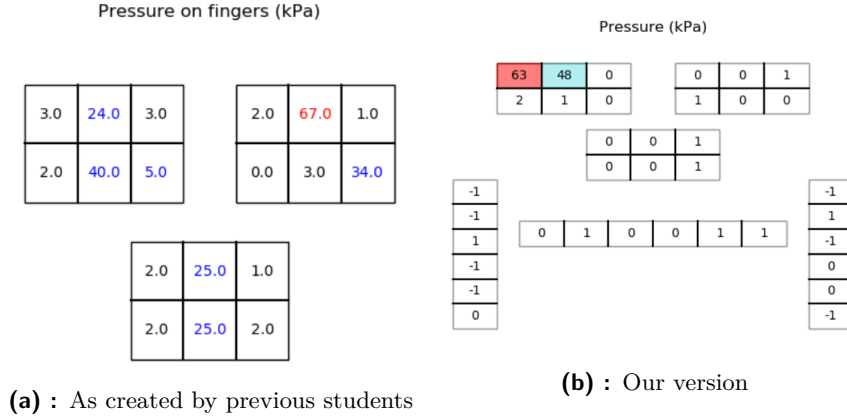 Pressure on fingers (kPa)
3.0 24.0 3.0
2.0 40.0 5.0
2.0 67.0 1.0
0.0 3.0 34.0
2.0 25.0 1.0
2.0 25.0 2.0
(a) : As created by previous students
Pressure (kPa)
63 48 0
2 1 0
0 0 1
1 0 0
0 0 1
0 0 1
-1
-1
1
-1
-1
0
0 1 0 0 1 1
-1
1
-1
0
0
-1
(b) : Our version